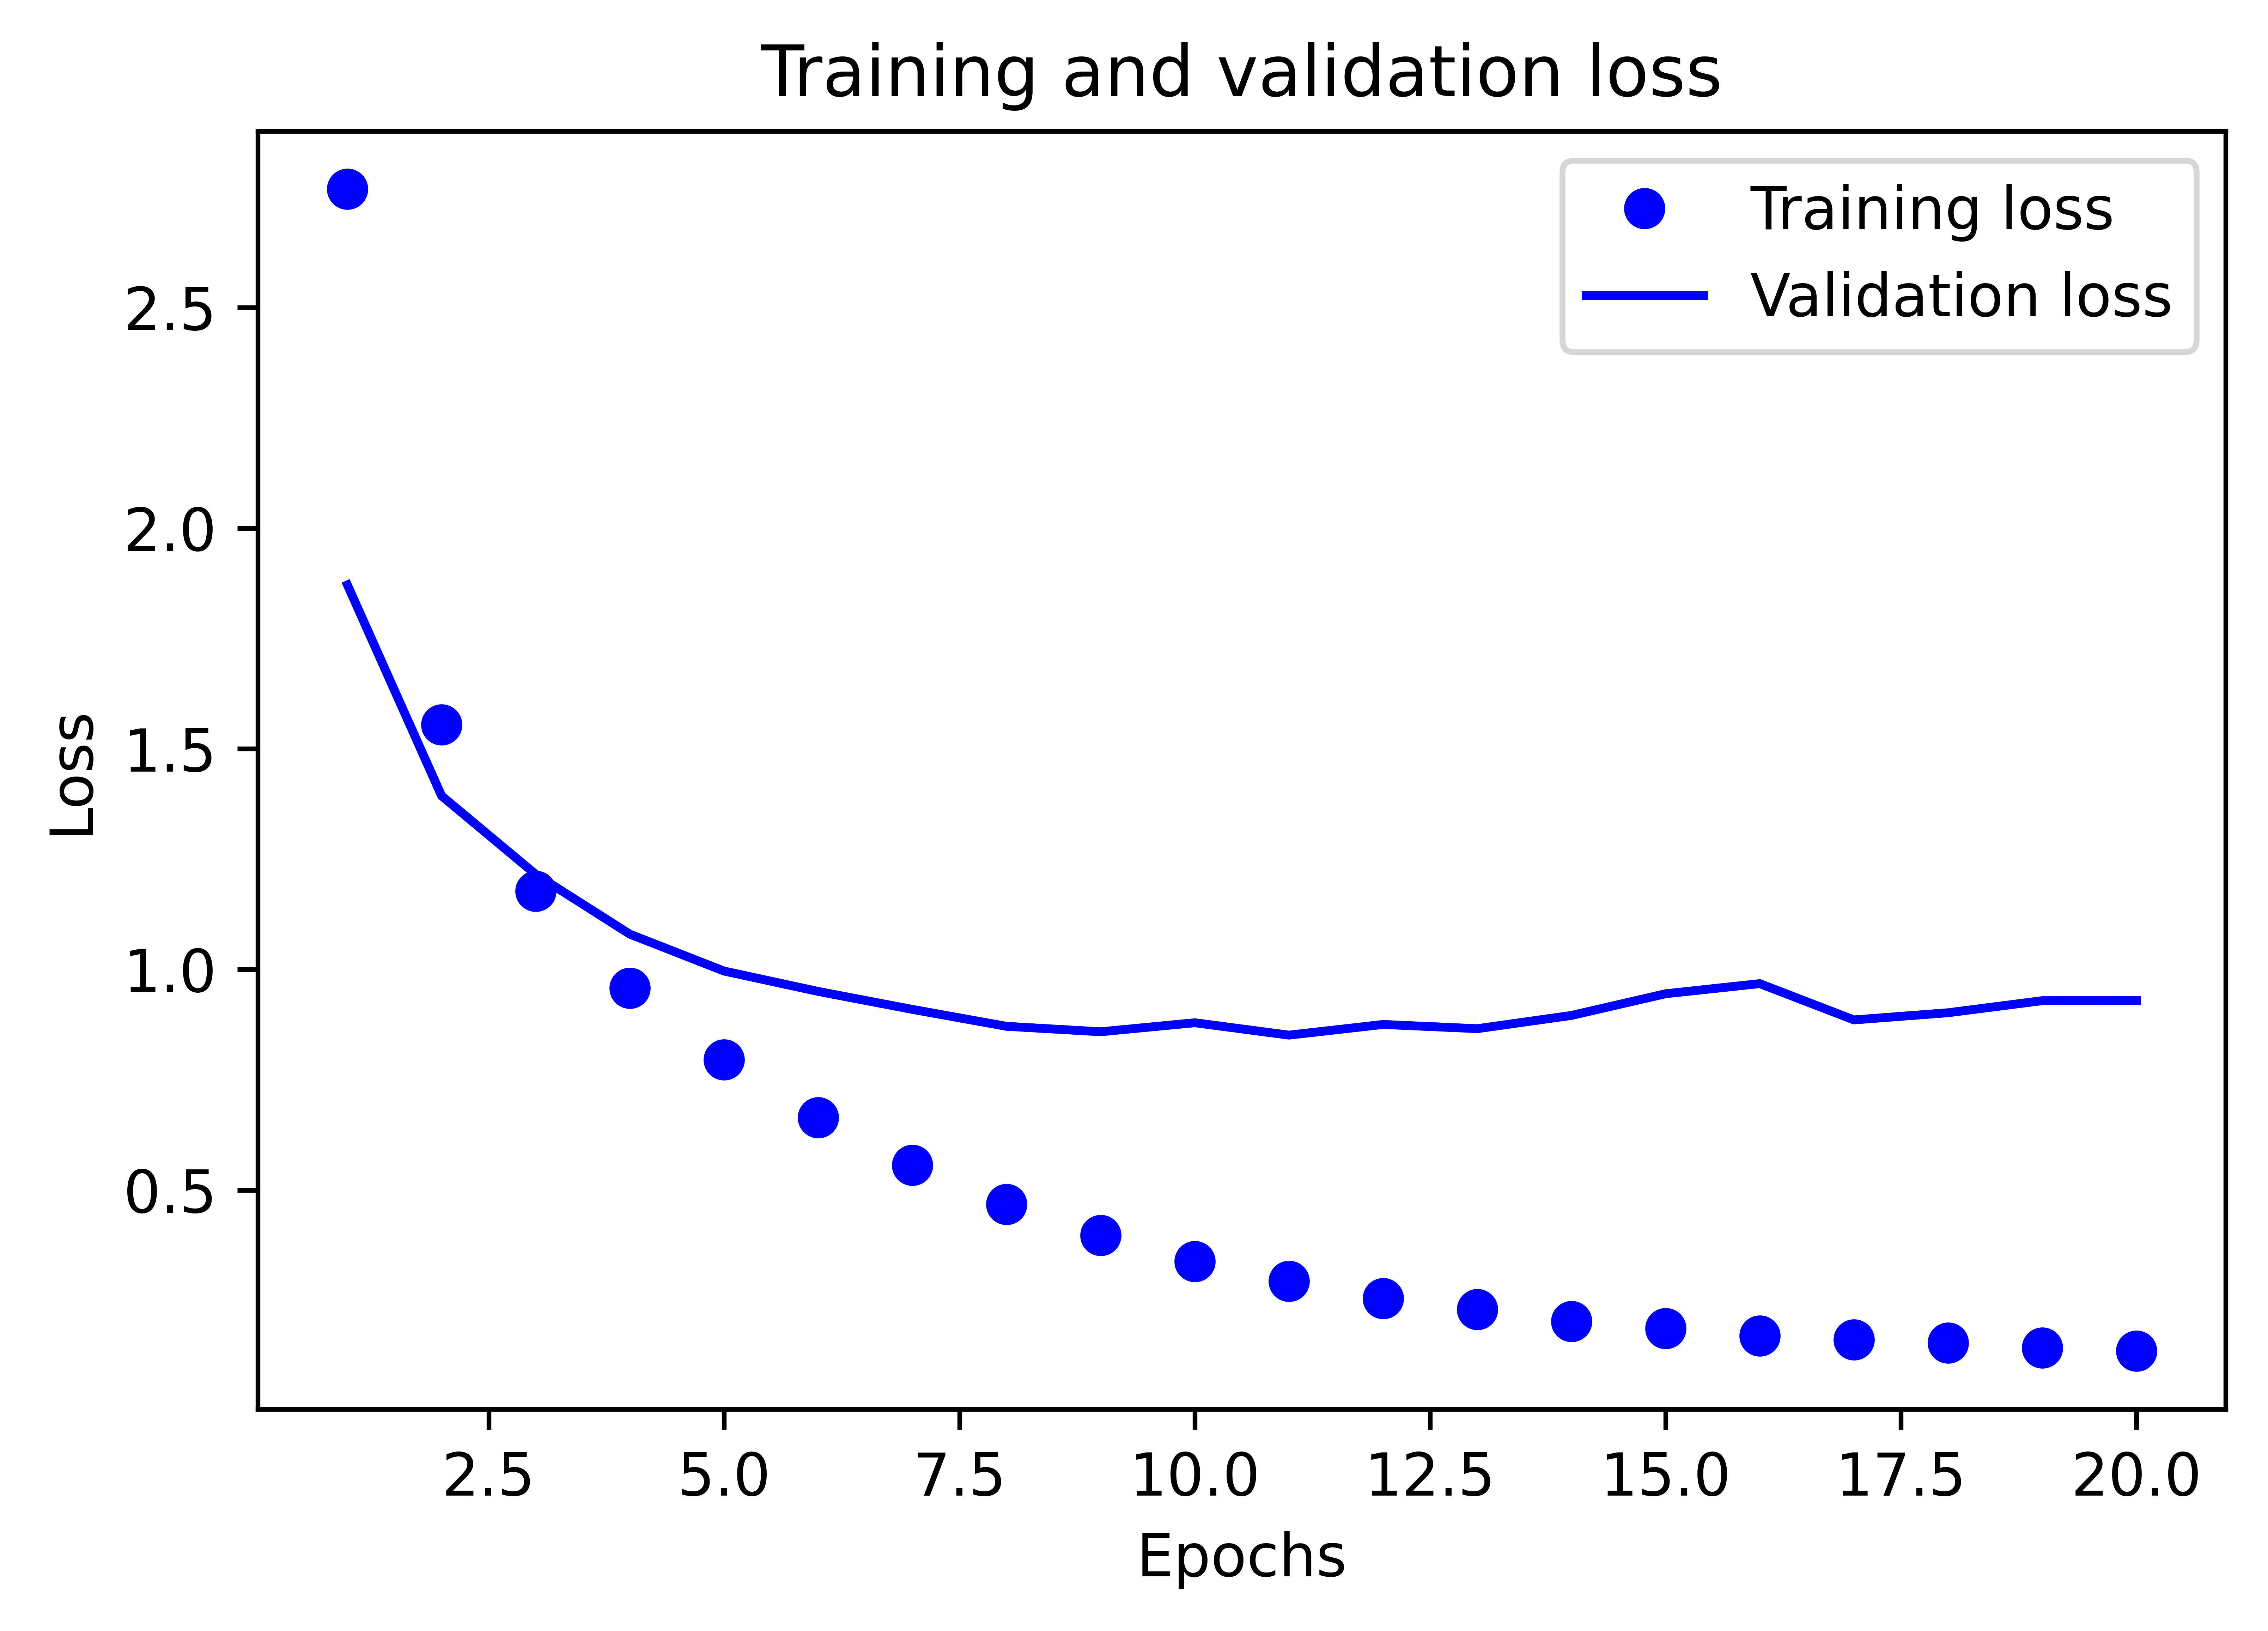 Training and validation loss
Training loss
Validation loss
2.5
2.0
1.5
1.0
0.5
Loss
2.5 5.0 7.5 10.0 12.5 15.0 17.5 20.0
Epochs